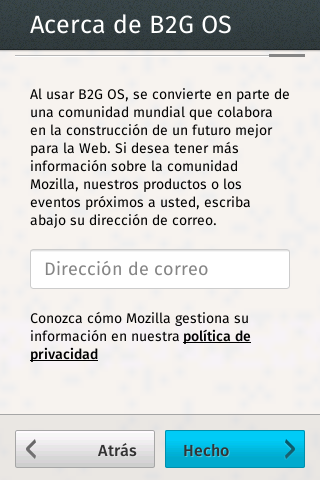 Acerca de B2G OS
Al usar B2G OS, se convierte en parte de
una comunidad mundial que colabora
en la construcción de un futuro mejor
para la Web. Si desea tener más
información sobre la comunidad
Mozilla, nuestros productos o los
eventos próximos a usted, escriba
abajo su dirección de correo.
Dirección de correo
Conozca cómo Mozilla gestiona su
información en nuestra política de
privacidad
Atrás
Hecho